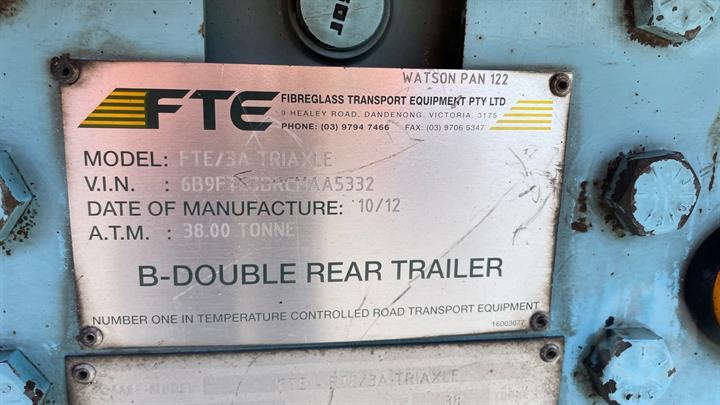 WATSON PAN 122
FTE FIBREGLASS TRANSPORT EQUIPMENT PTY LTD
9 HEALEY ROAD, DANDENONG, VICTORIA. 3175
PHONE: (03) 9794 7466 FAX: (03) 9706 5347
MODEL: FTE/3A TRIAXLE
V.I.N. :
DATE OF MANUFACTURE: 10/12
A.T.M. : 38.00 TONNE
B-DOUBLE REAR TRAILER
NUMBER ONE IN TEMPERATURE CONTROLLED ROAD TRANSPORT EQUIPMENT
16003077
FTE - FTE/3A-TRIAXLE
38